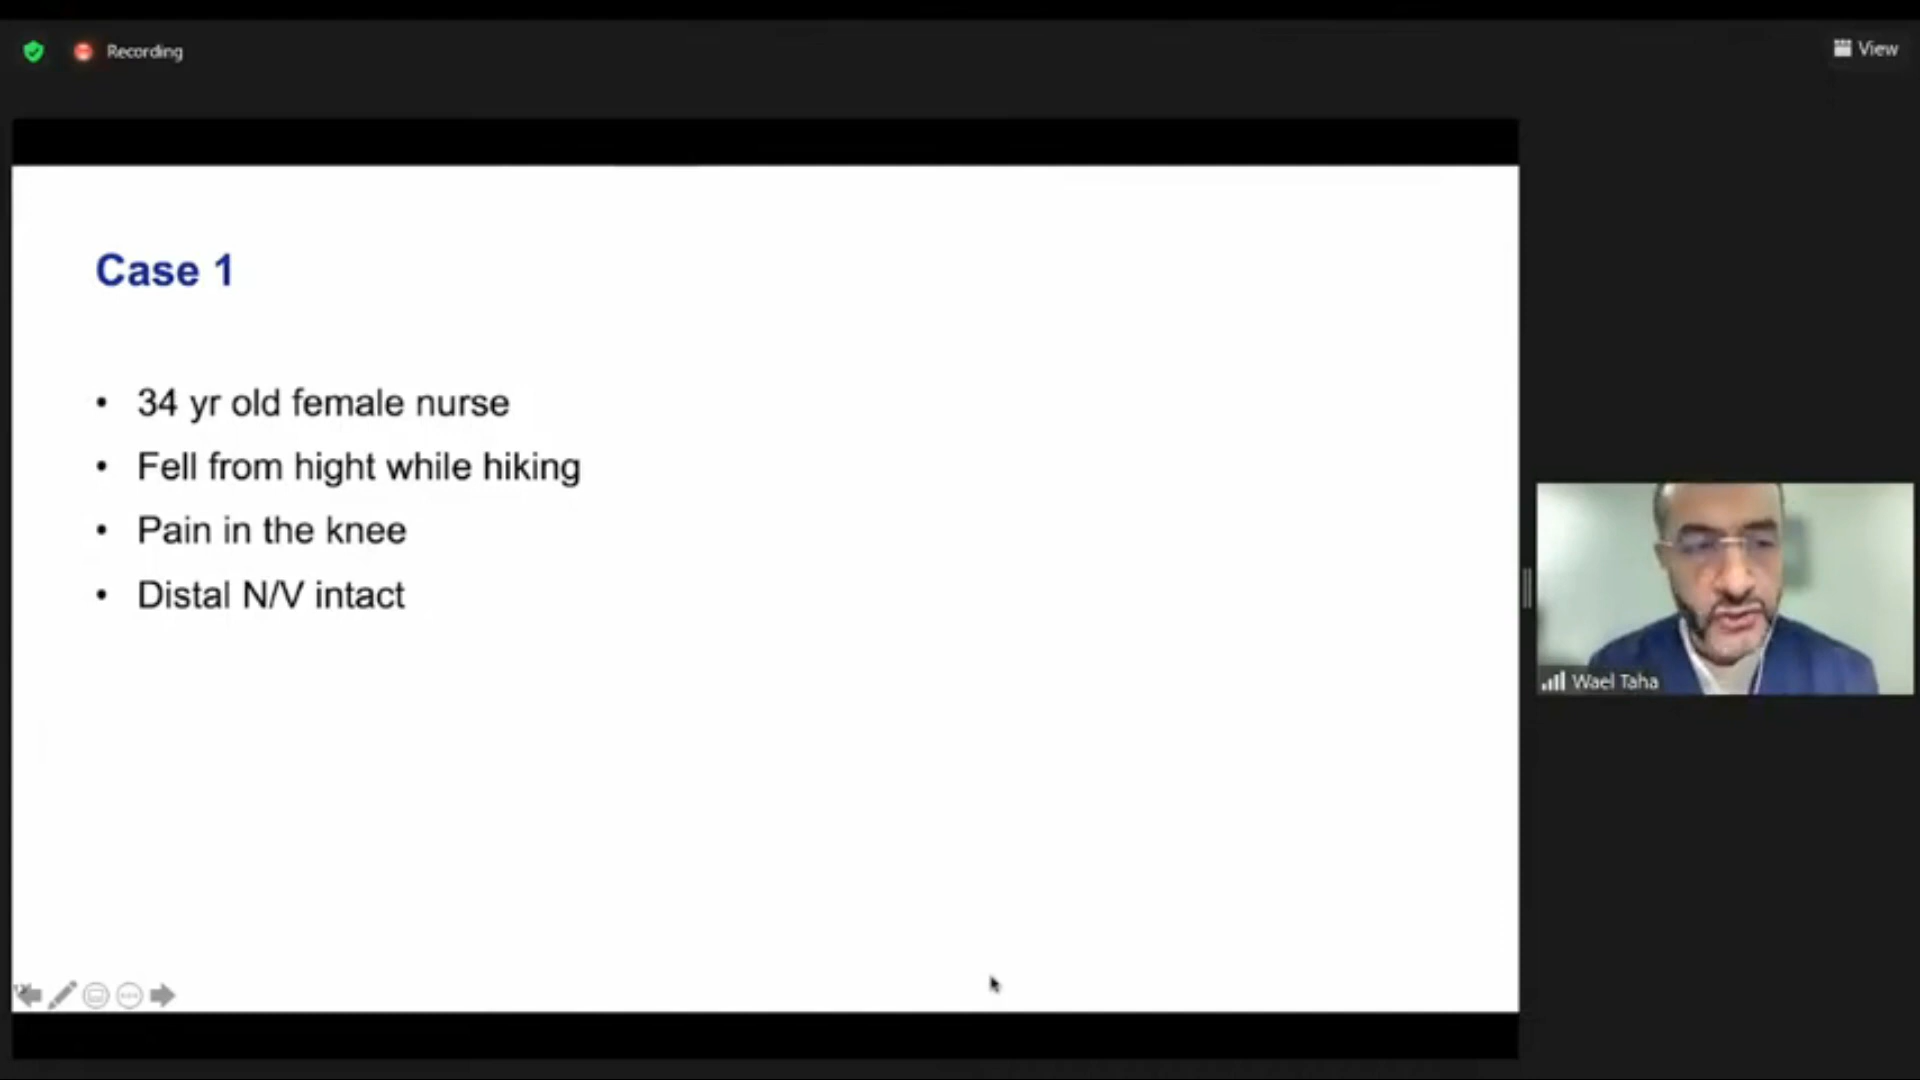 Recording
View
Case 1
• 34 yr old female nurse
• Fell from hight while hiking
• Pain in the knee
• Distal N/V intact
Wael Taha